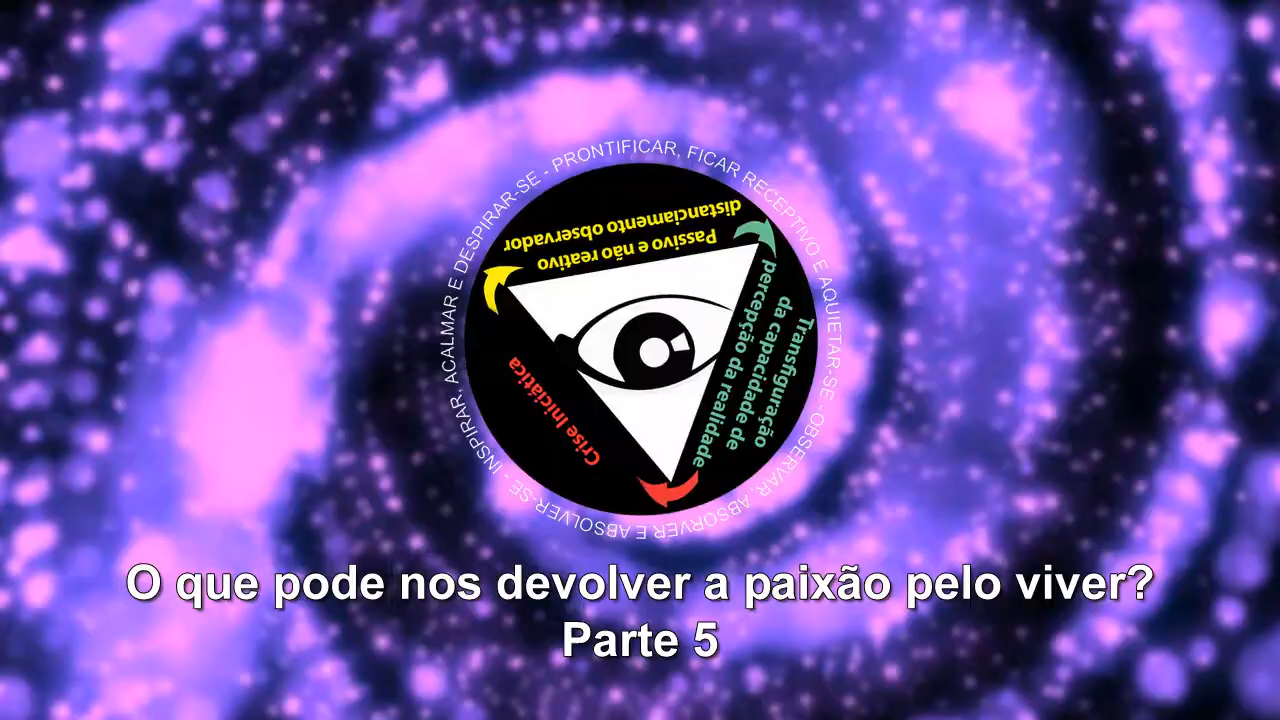 INSPIRAR, ACALMAR E DESPIRAR-SE - PRONTIFICAR, FICAR RECEPTIVO E AQUIETAR-SE - OBSERVAR, ABSORVER E ABSOLVER-SE -
Passivo e não reativo
distanciamento observador
Transfiguração
da capacidade de
percepção da realidade
Crise Iniciática
O que pode nos devolver a paixão pelo viver?
Parte 5